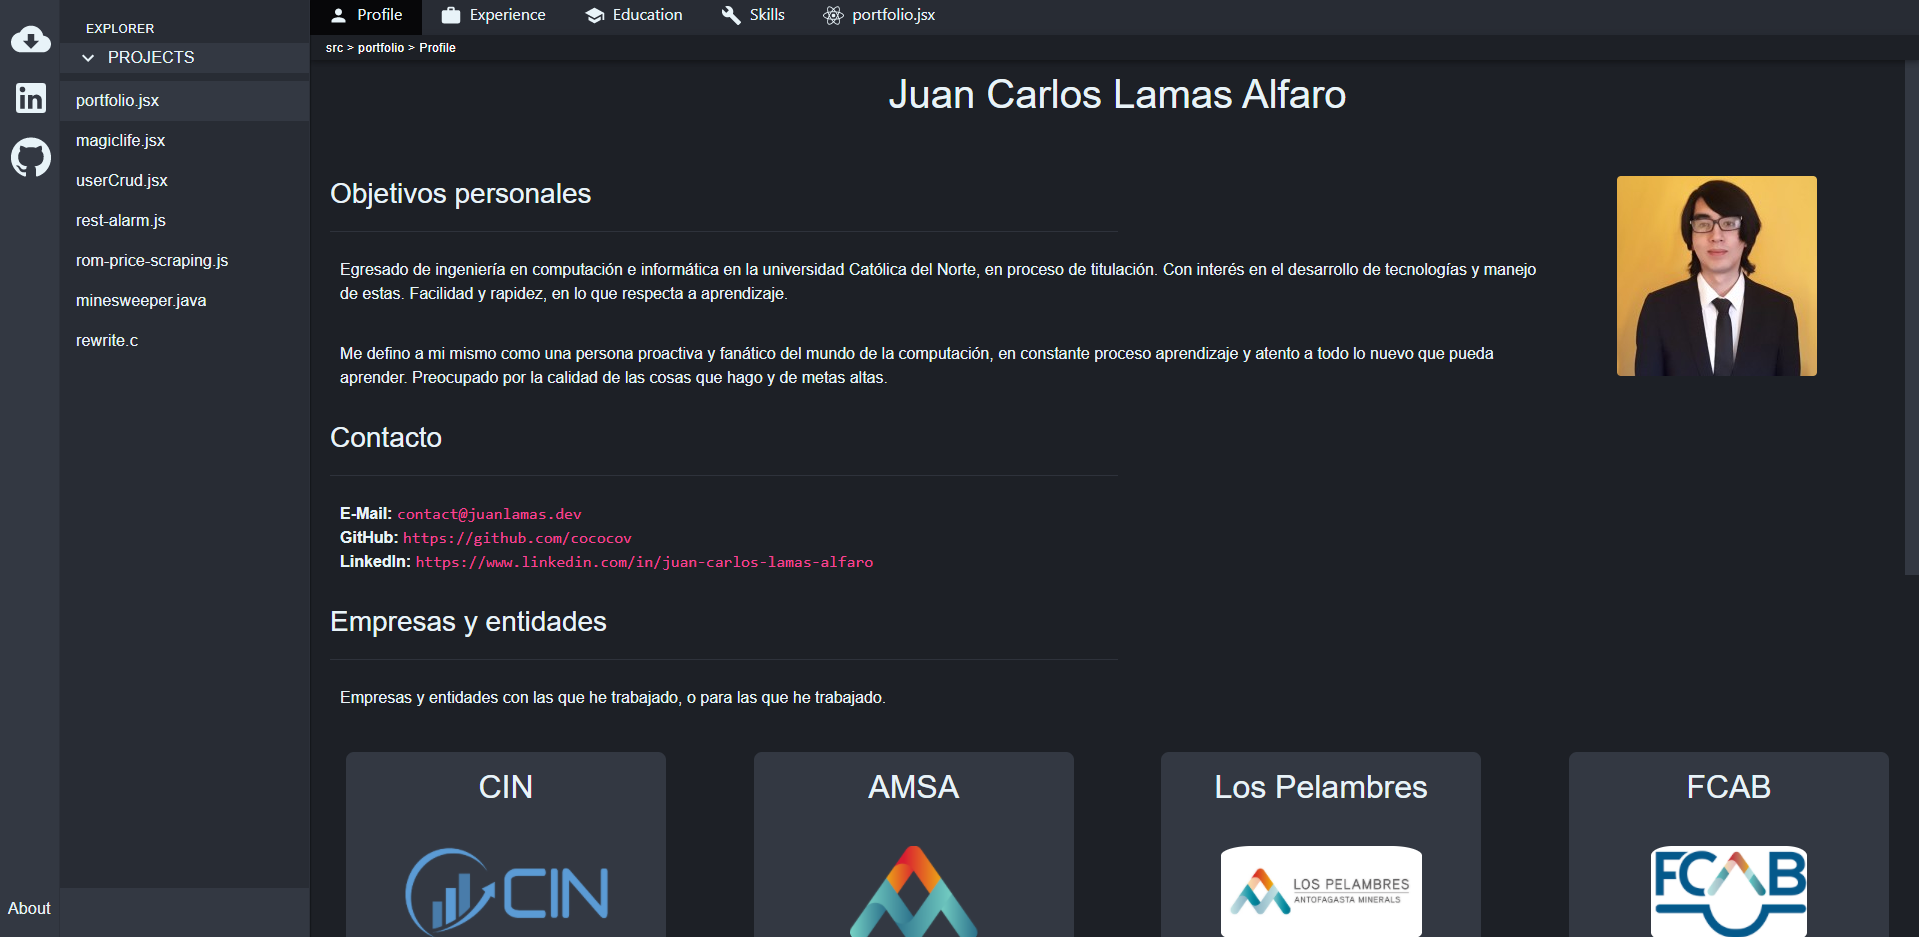 EXPLORER
PROJECTS
portfolio.jsx
magiclife.jsx
userCrud.jsx
rest-alarm.js
rom-price-scraping.js
minesweeper.java
rewrite.c
About
Profile
Experience
Education
Skills
portfolio.jsx
src > portfolio > Profile
Juan Carlos Lamas Alfaro
Objetivos personales
Egresado de ingeniería en computación e informática en la universidad Católica del Norte, en proceso de titulación. Con interés en el desarrollo de tecnologías y manejo
de estas. Facilidad y rapidez, en lo que respecta a aprendizaje.
Me defino a mi mismo como una persona proactiva y fanático del mundo de la computación, en constante proceso aprendizaje y atento a todo lo nuevo que pueda
aprender. Preocupado por la calidad de las cosas que hago y de metas altas.
Contacto
E-Mail: contact@juanlamas.dev
GitHub: https://github.com/cococov
LinkedIn: https://www.linkedin.com/in/juan-carlos-lamas-alfaro
Empresas y entidades
Empresas y entidades con las que he trabajado, o para las que he trabajado.
CIN
CIN
AMSA
Los Pelambres
LOS PELAMBRES
ANTOFAGASTA MINERALS
FCAB
FCAB